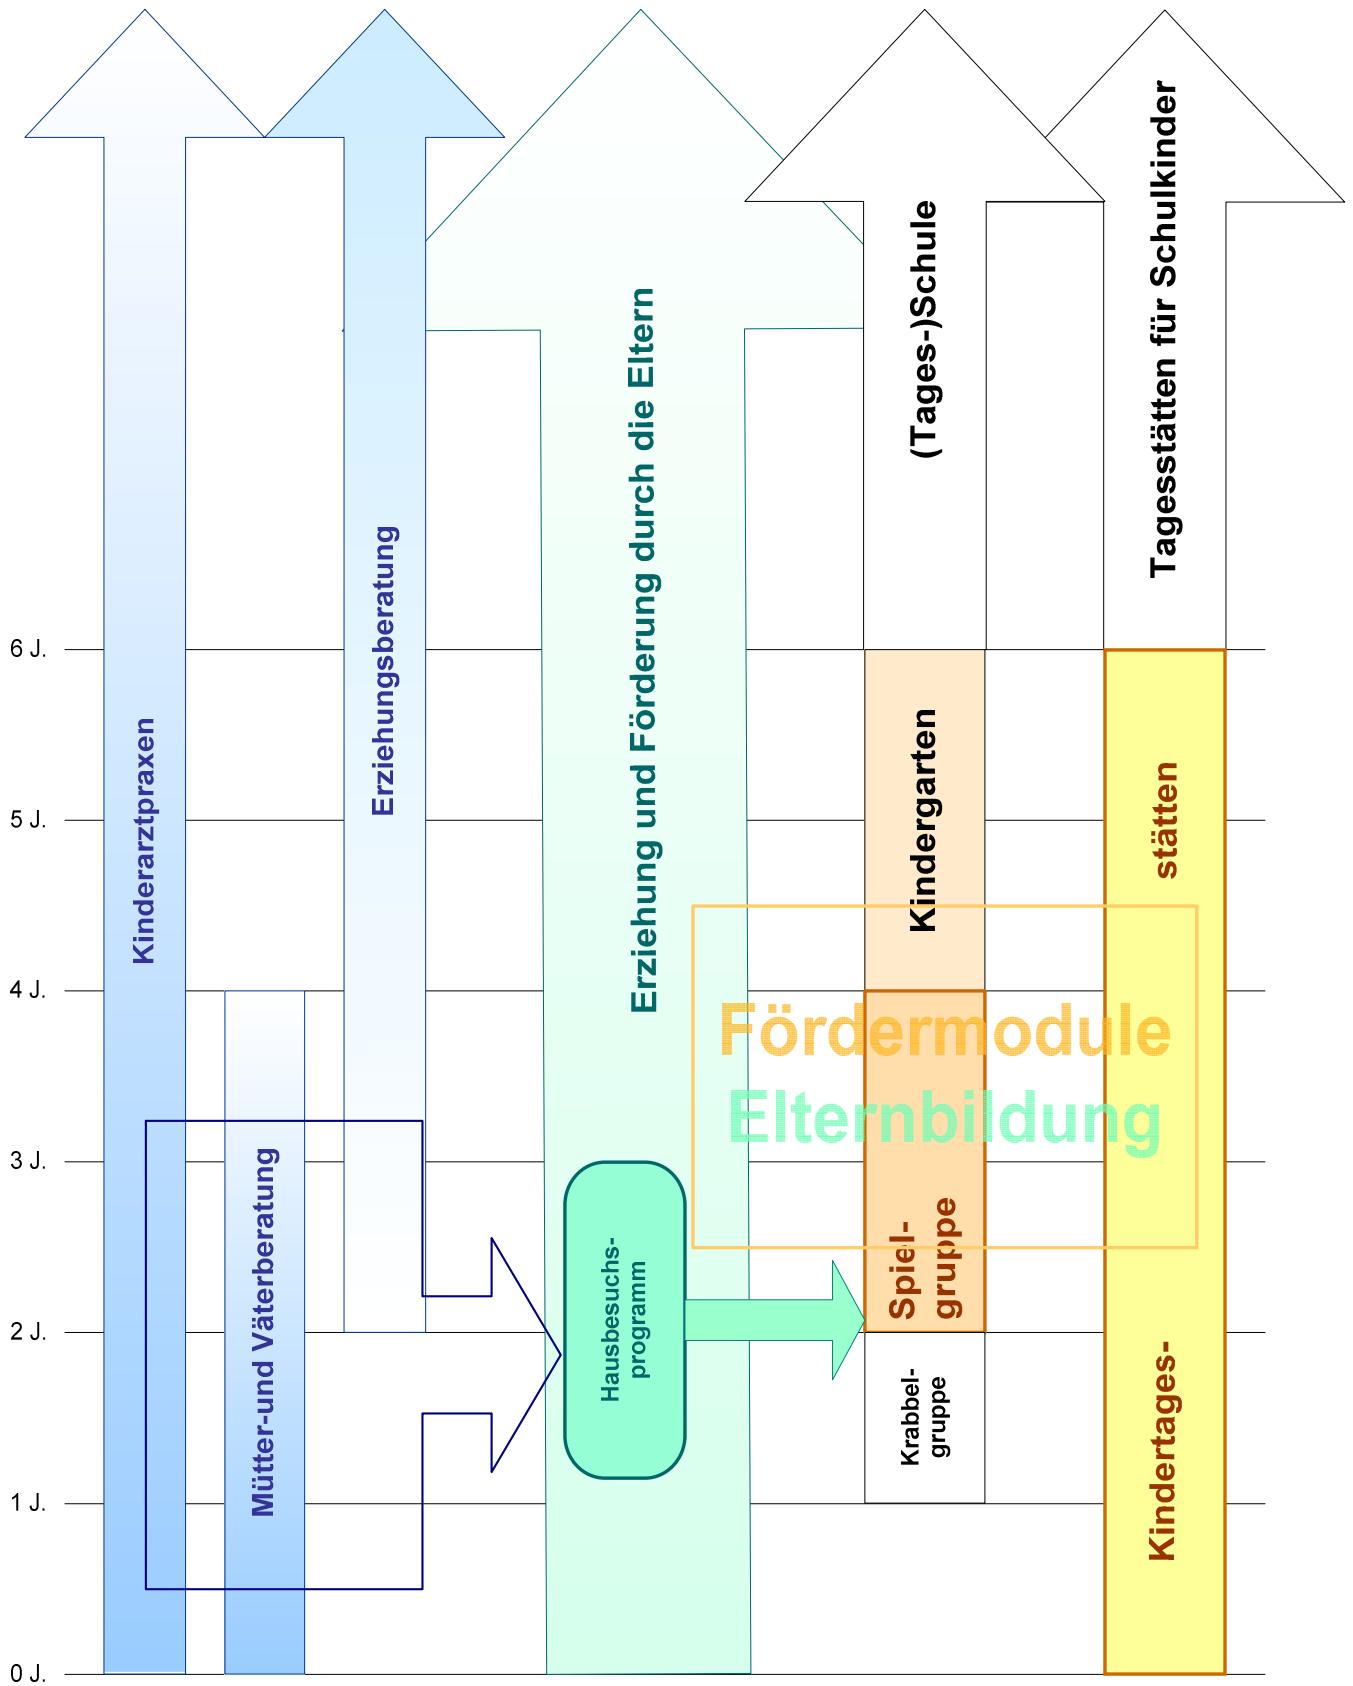 Kinderarztpraxen
Mütter-und Väterberatung
Erziehungsberatung
Erziehung und Förderung durch die Eltern
Hausbesuchs-
programm
(Tages-)Schule
Kindergarten
Spiel-
gruppe
Krabbel-
gruppe
Tagesstätten für Schulkinder
Kindertages-
stätten
Fördermodule
Elternbildung
6 J.
5 J.
4 J.
3 J.
2 J.
1 J.
0 J.